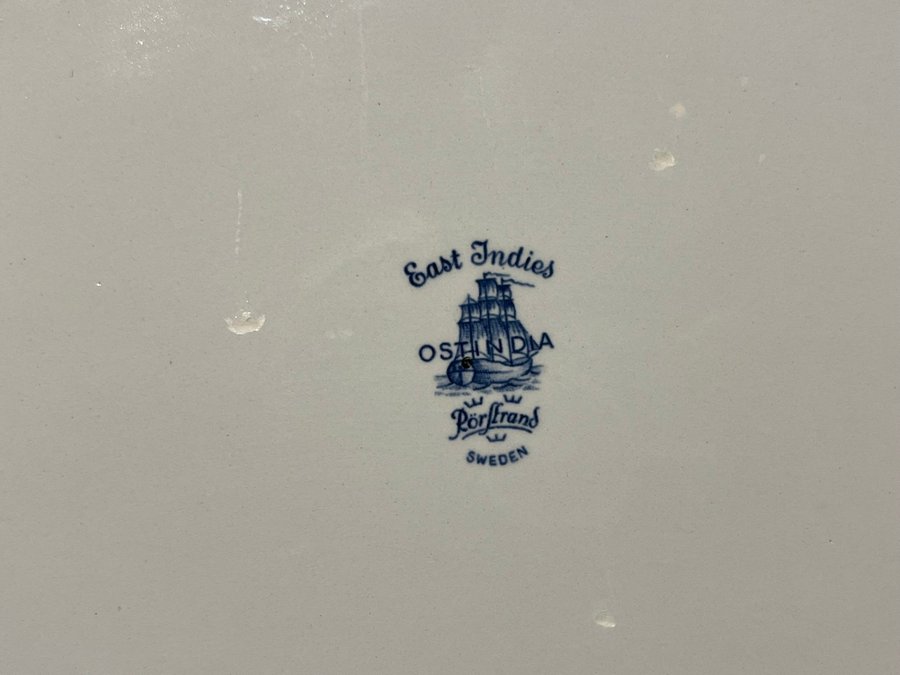 East Indies
OSTINDIA
Rörstrand
SWEDEN